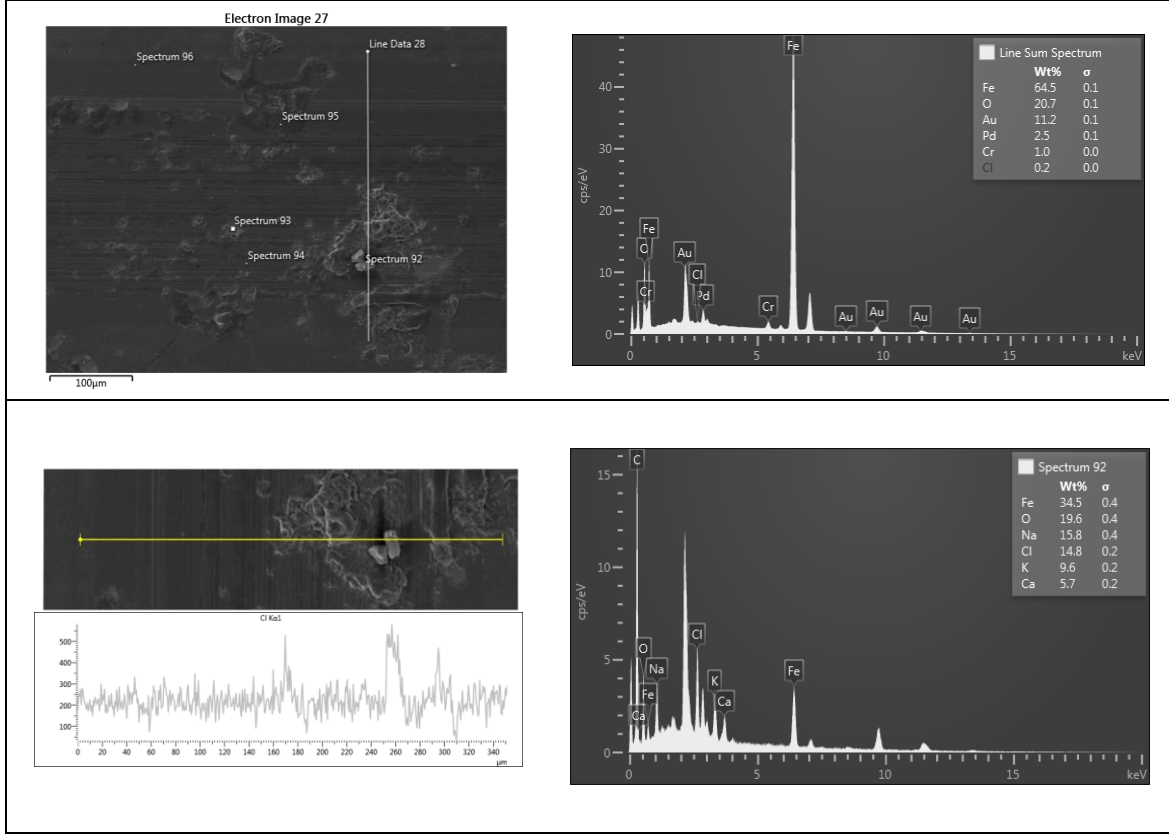 Electron Image 27
Line Data 28
Spectrum 96
Spectrum 95
Spectrum 93
Spectrum 94
Spectrum 92
100µm
Line Sum Spectrum
Wt% σ
Fe 64.5 0.1
O 20.7 0.1
Au 11.2 0.1
Pd 2.5 0.1
Cr 1.0 0.0
Cl 0.2 0.0
cps/eV
40
30
20
10
0
Fe
Fe
O
Cr
Au
Cl
Pd
Cr
Au
Au
Au
Au
0 5 10 15 keV
Cl Kα1
500
400
300
200
100
0 20 40 60 80 100 120 140 160 180 200 220 240 260 280 300 320 340
µm
Spectrum 92
Wt% σ
Fe 34.5 0.4
O 19.6 0.4
Na 15.8 0.4
Cl 14.8 0.2
K 9.6 0.2
Ca 5.7 0.2
cps/eV
15
10
5
0
C
O
Na
Fe
Ca
Cl
K
Ca
Fe
0 5 10 15 keV